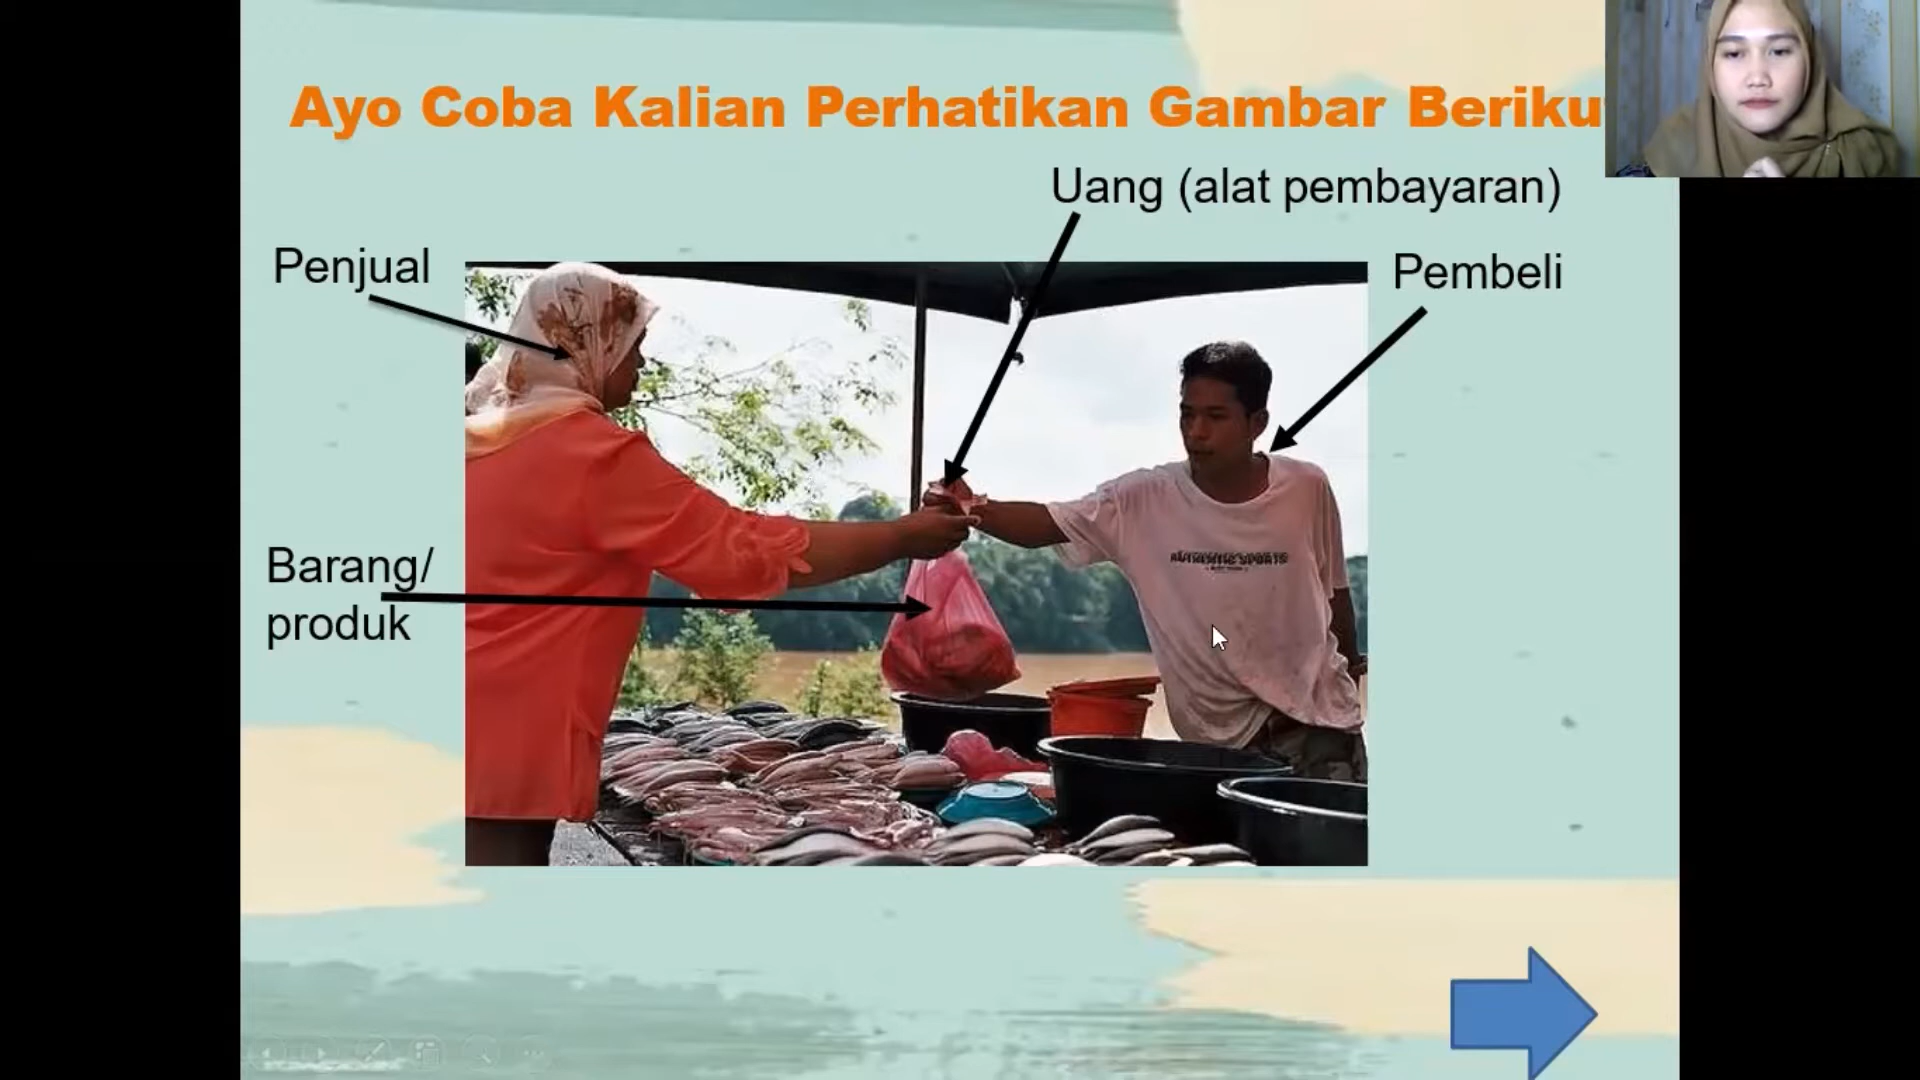 Ayo Coba Kalian Perhatikan Gambar Beriku
Uang (alat pembayaran)
Penjual
Pembeli
Barang/
produk